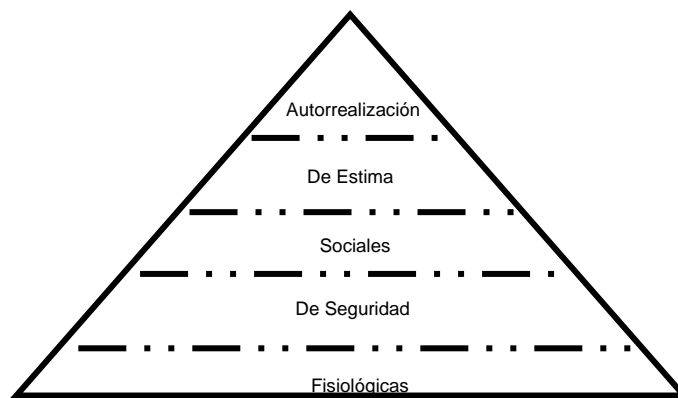 Autorrealización
De Estima
Sociales
De Seguridad
Fisiológicas